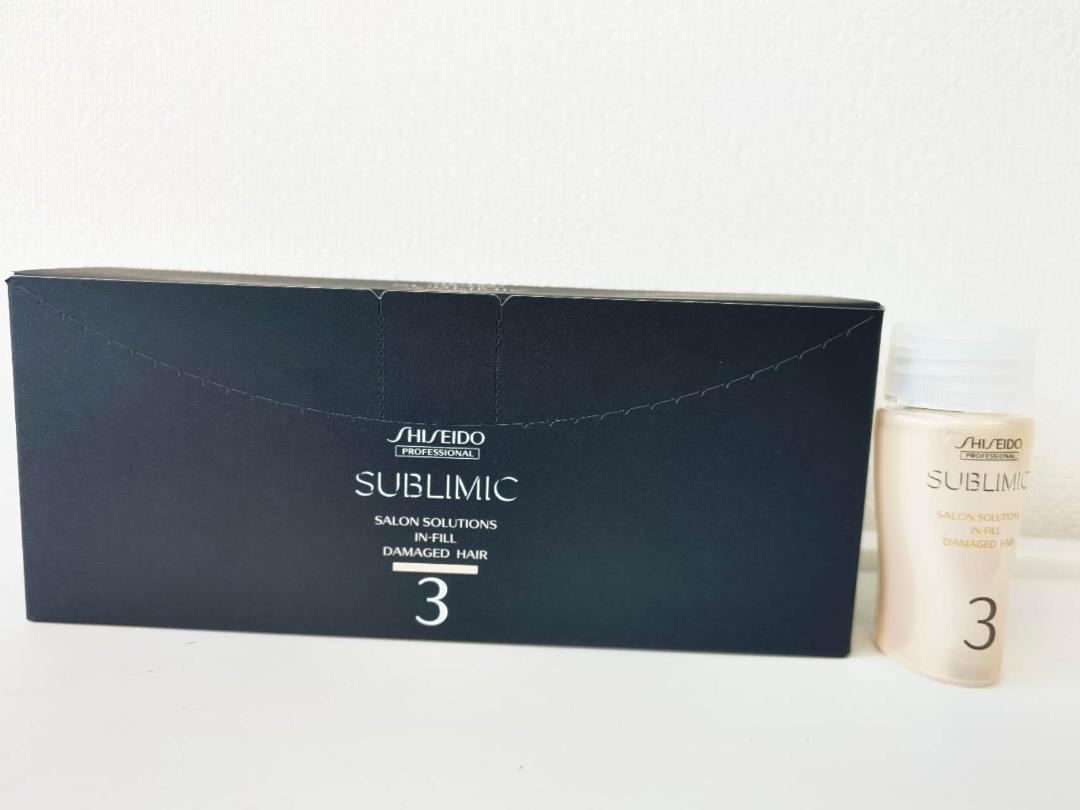 SHISEIDO
PROFESSIONAL
SUBLIMIC
SALON SOLUTIONS
IN-FILL
DAMAGED HAIR
3
SHISEIDO
PROFESSIONAL
SUBLIMIC
SALON SOLUTIONS
IN-FILL
DAMAGED HAIR
3